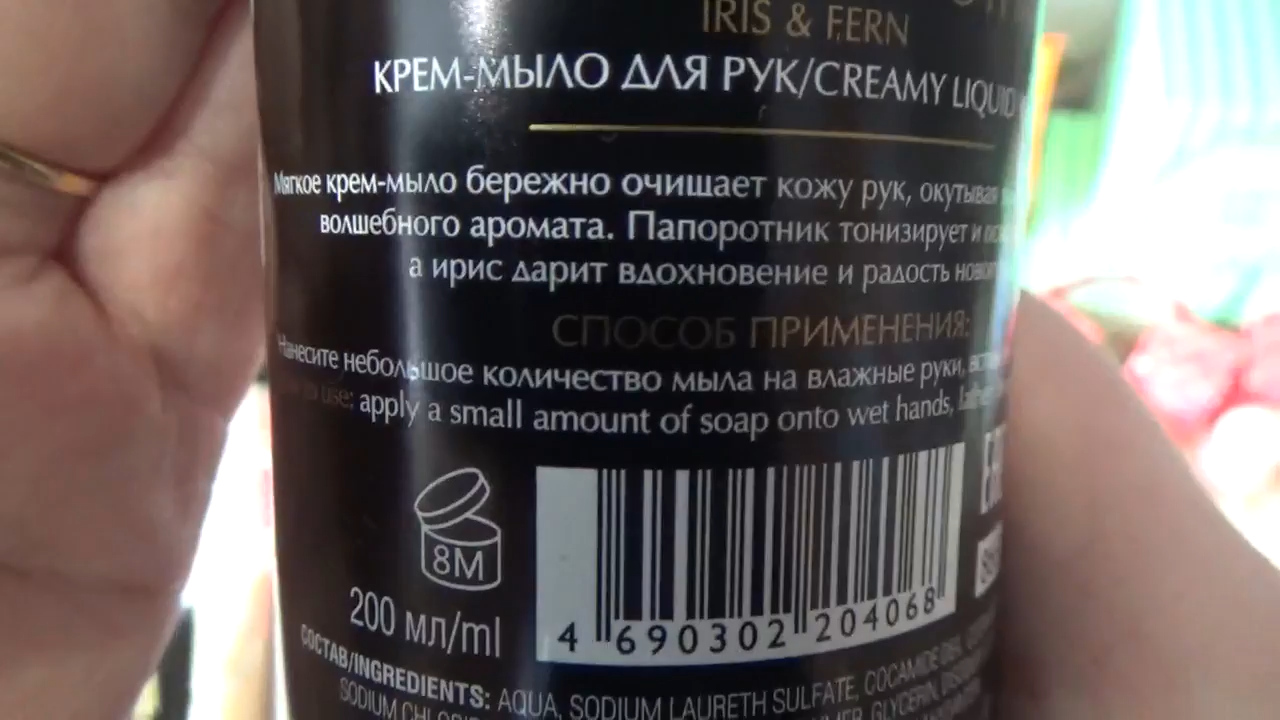 IRIS & FERN
КРЕМ-МЫЛО ДЛЯ РУК/CREAMY LIQUID
Мягкое крем-мыло бережно очищает кожу рук, окутывая
волшебного аромата. Папоротник тонизирует и
а ирис дарит вдохновение и радость
СПОСОБ ПРИМЕНЕНИЯ:
Нанесите небольшое количество мыла на влажные руки,
to use: apply a small amount of soap onto wet hands,
8M
200 мл/ml
4 690302 204068
СОСТАВ/INGREDIENTS: AQUA, SODIUM LAURETH SULFATE, COCAMIDE DEA,
SODIUM GLYCERIN,